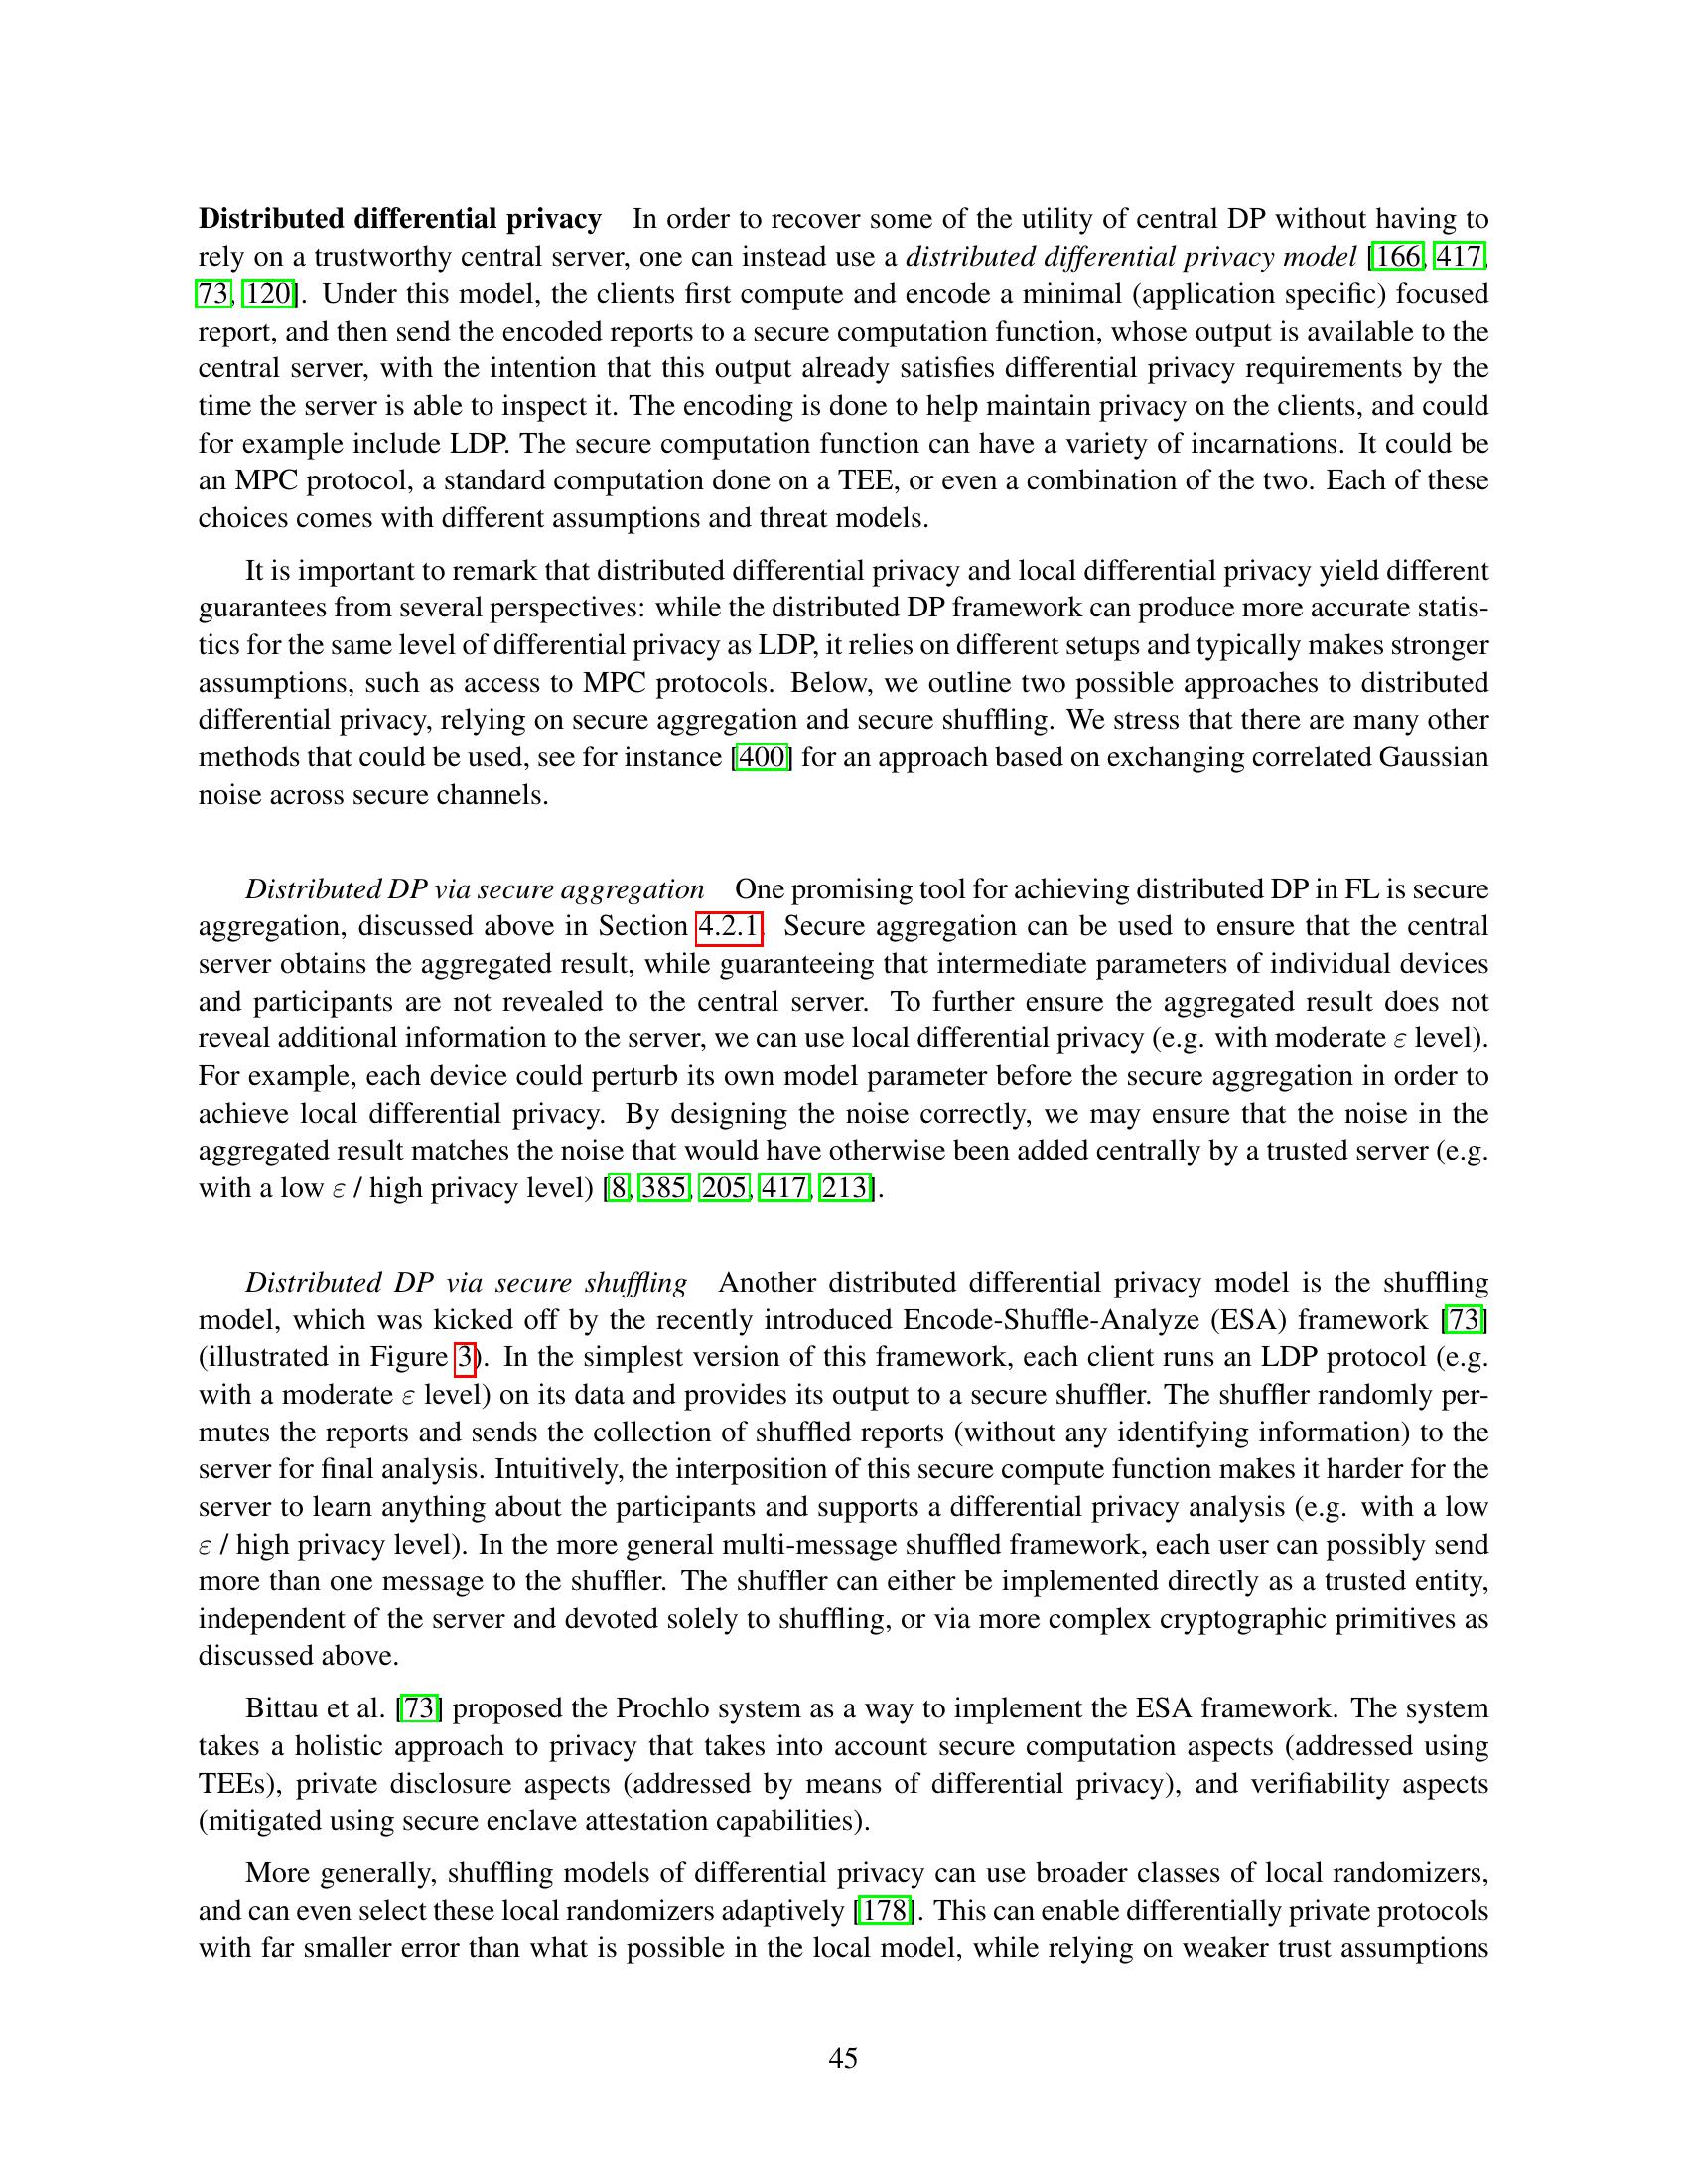 Distributed differential privacy In order to recover some of the utility of central DP without having to
rely on a trustworthy central server, one can instead use a distributed differential privacy model [166, 417,
73, 120]. Under this model, the clients first compute and encode a minimal (application specific) focused
report, and then send the encoded reports to a secure computation function, whose output is available to the
central server, with the intention that this output already satisfies differential privacy requirements by the
time the server is able to inspect it. The encoding is done to help maintain privacy on the clients, and could
for example include LDP. The secure computation function can have a variety of incarnations. It could be
an MPC protocol, a standard computation done on a TEE, or even a combination of the two. Each of these
choices comes with different assumptions and threat models.
It is important to remark that distributed differential privacy and local differential privacy yield different
guarantees from several perspectives: while the distributed DP framework can produce more accurate statis-
tics for the same level of differential privacy as LDP, it relies on different setups and typically makes stronger
assumptions, such as access to MPC protocols. Below, we outline two possible approaches to distributed
differential privacy, relying on secure aggregation and secure shuffling. We stress that there are many other
methods that could be used, see for instance [400] for an approach based on exchanging correlated Gaussian
noise across secure channels.
Distributed DP via secure aggregation One promising tool for achieving distributed DP in FL is secure
aggregation, discussed above in Section 4.2.1. Secure aggregation can be used to ensure that the central
server obtains the aggregated result, while guaranteeing that intermediate parameters of individual devices
and participants are not revealed to the central server. To further ensure the aggregated result does not
reveal additional information to the server, we can use local differential privacy (e.g. with moderate ε level).
For example, each device could perturb its own model parameter before the secure aggregation in order to
achieve local differential privacy. By designing the noise correctly, we may ensure that the noise in the
aggregated result matches the noise that would have otherwise been added centrally by a trusted server (e.g.
with a low ε / high privacy level) [8, 385, 205, 417, 213].
Distributed DP via secure shuffling Another distributed differential privacy model is the shuffling
model, which was kicked off by the recently introduced Encode-Shuffle-Analyze (ESA) framework [73]
(illustrated in Figure 3). In the simplest version of this framework, each client runs an LDP protocol (e.g.
with a moderate ε level) on its data and provides its output to a secure shuffler. The shuffler randomly per-
mutes the reports and sends the collection of shuffled reports (without any identifying information) to the
server for final analysis. Intuitively, the interposition of this secure compute function makes it harder for the
server to learn anything about the participants and supports a differential privacy analysis (e.g. with a low
ε / high privacy level). In the more general multi-message shuffled framework, each user can possibly send
more than one message to the shuffler. The shuffler can either be implemented directly as a trusted entity,
independent of the server and devoted solely to shuffling, or via more complex cryptographic primitives as
discussed above.
Bittau et al. [73] proposed the Prochlo system as a way to implement the ESA framework. The system
takes a holistic approach to privacy that takes into account secure computation aspects (addressed using
TEEs), private disclosure aspects (addressed by means of differential privacy), and verifiability aspects
(mitigated using secure enclave attestation capabilities).
More generally, shuffling models of differential privacy can use broader classes of local randomizers,
and can even select these local randomizers adaptively [178]. This can enable differentially private protocols
with far smaller error than what is possible in the local model, while relying on weaker trust assumptions
45